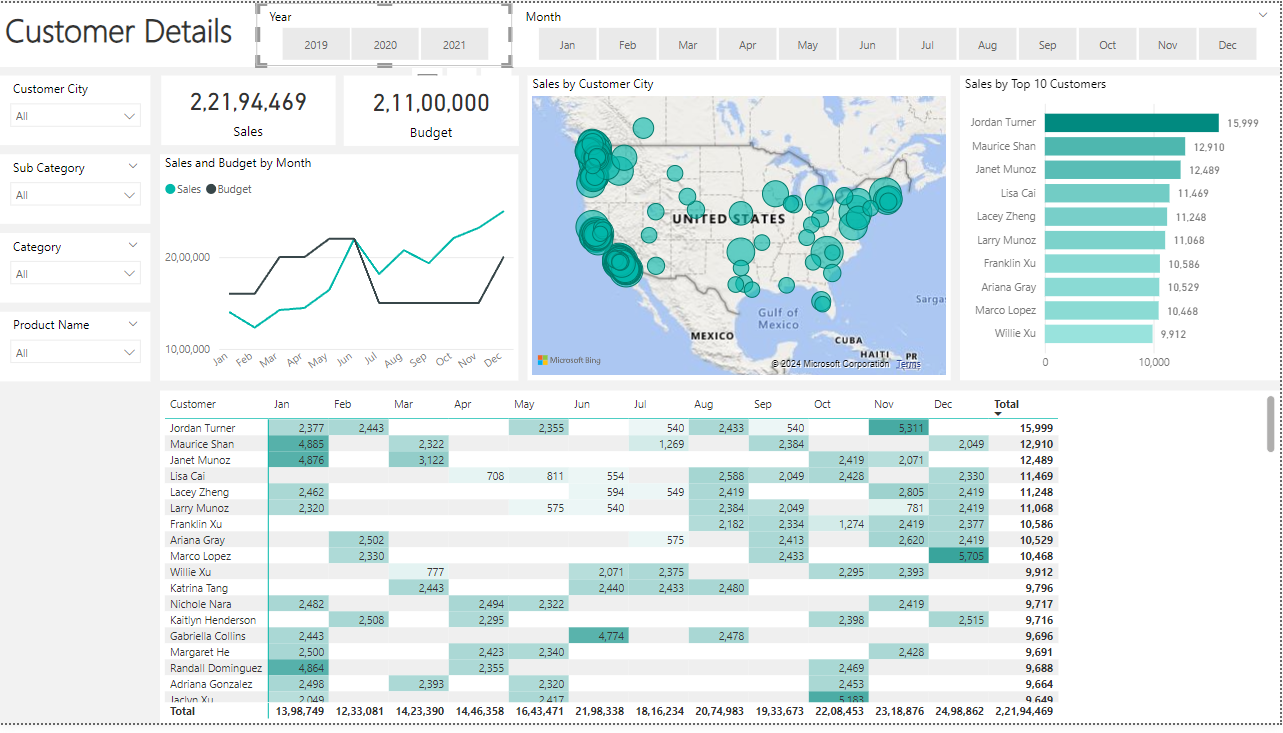 Customer Details
Year
2019 2020 2021
Month
Jan Feb Mar Apr May Jun Jul Aug Sep Oct Nov Dec
Customer City
All
Sub Category
All
Category
All
Product Name
All
2,21,94,469
Sales
2,11,00,000
Budget
Sales and Budget by Month
Sales Budget
20,00,000
10,00,000
Jan Feb Mar Apr May Jun Jul Aug Sep Oct Nov Dec
Sales by Customer City
UNITED STATES
Sargas
Gulf of
Mexico
MEXICO
CUBA
HAITI
PR
Microsoft Bing
© 2024 Microsoft Corporation Terms
Sales by Top 10 Customers
Jordan Turner 15,999
Maurice Shan 12,910
Janet Munoz 12,489
Lisa Cai 11,469
Lacey Zheng 11,248
Larry Munoz 11,068
Franklin Xu 10,586
Ariana Gray 10,529
Marco Lopez 10,468
Willie Xu 9,912
0 10,000
Customer Jan Feb Mar Apr May Jun Jul Aug Sep Oct Nov Dec Total
Jordan Turner 2,377 2,443 2,355 540 2,433 540 5,311 15,999
Maurice Shan 4,885 2,322 1,269 2,384 2,049 12,910
Janet Munoz 4,876 3,122 2,419 2,071 12,489
Lisa Cai 708 811 554 2,588 2,049 2,428 2,330 11,469
Lacey Zheng 2,462 594 549 2,419 2,805 2,419 11,248
Larry Munoz 2,320 575 540 2,384 2,049 781 2,419 11,068
Franklin Xu 2,182 2,334 1,274 2,419 2,377 10,586
Ariana Gray 2,502 575 2,413 2,620 2,419 10,529
Marco Lopez 2,330 2,433 5,705 10,468
Willie Xu 777 2,071 2,375 2,295 2,393 9,912
Katrina Tang 2,443 2,440 2,433 2,480 9,796
Nichole Nara 2,482 2,494 2,322 2,419 9,717
Kaitlyn Henderson 2,508 2,295 2,398 2,515 9,716
Gabriella Collins 2,443 4,774 2,478 9,696
Margaret He 2,500 2,423 2,340 2,428 9,691
Randall Dominguez 4,864 2,355 2,469 9,688
Adriana Gonzalez 2,498 2,393 2,320 2,453 9,664
Jaclyn Xu 2,049 2,417 5,183 9,649
Total 13,98,749 12,33,081 14,23,390 14,46,358 16,43,471 21,98,338 18,16,234 20,74,983 19,33,673 22,08,453 23,18,876 24,98,862 2,21,94,469